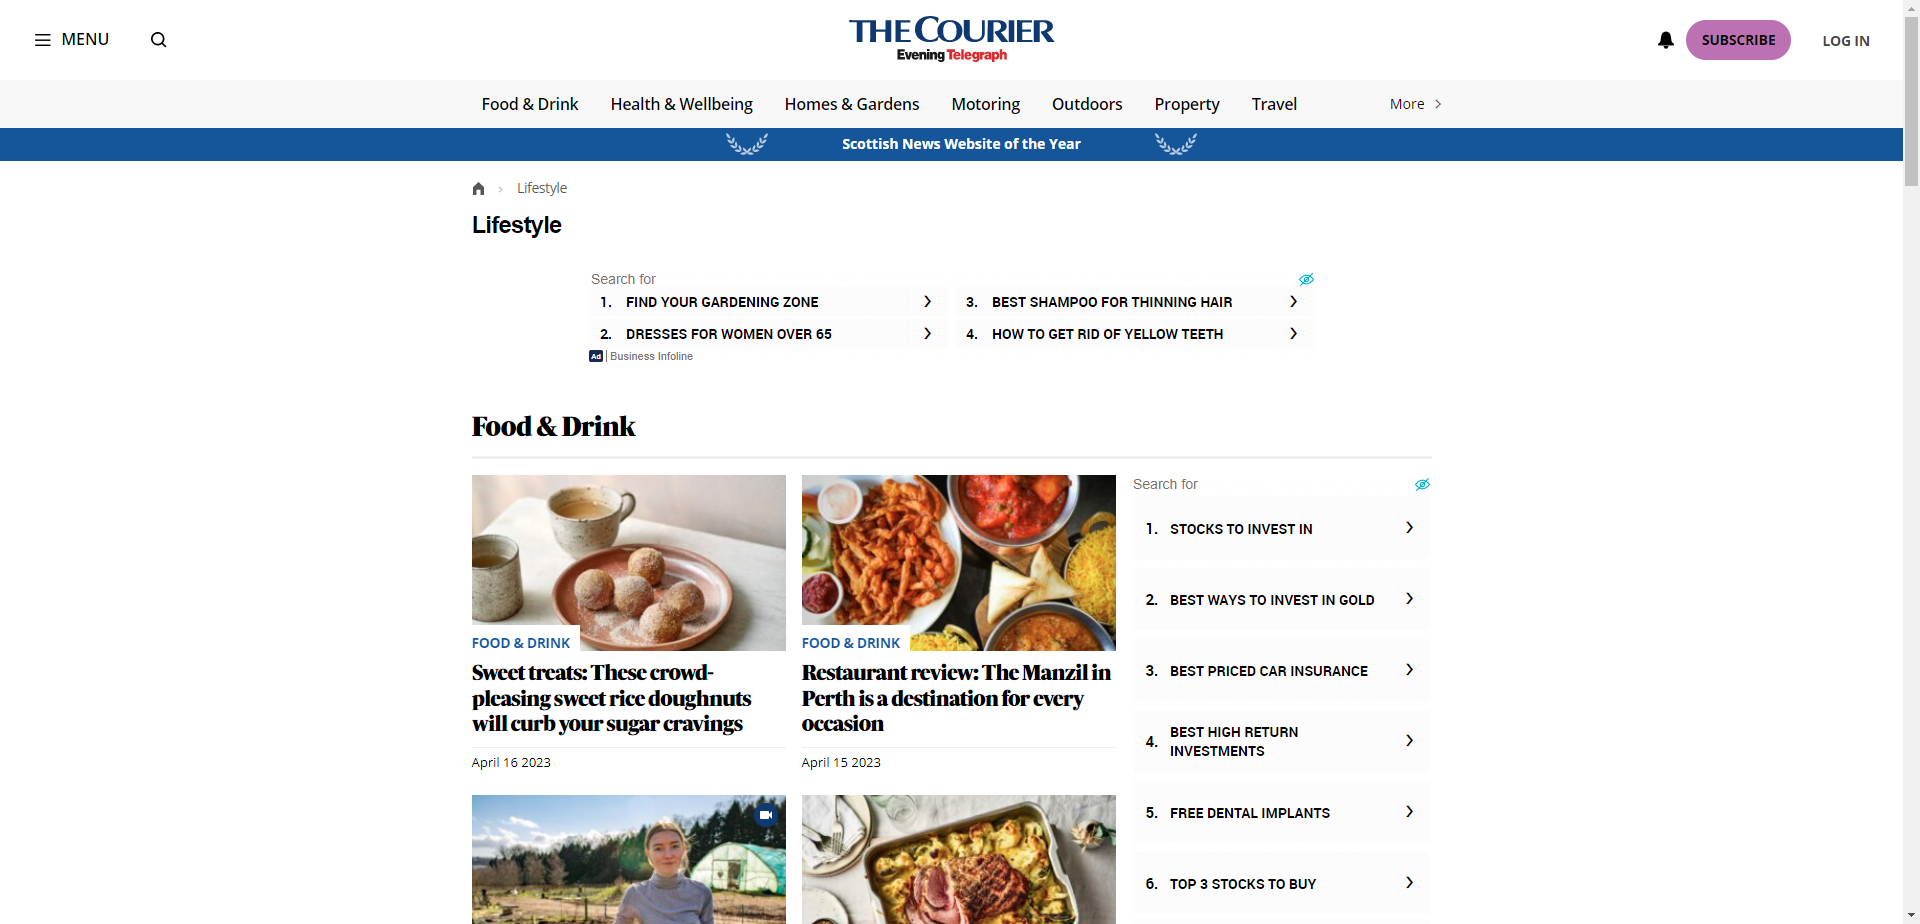 MENU
THE COURIER
Evening Telegraph
SUBSCRIBE
LOG IN
Food & Drink
Health & Wellbeing
Homes & Gardens
Motoring
Outdoors
Property
Travel
More
Scottish News Website of the Year
Lifestyle
Lifestyle
Search for
1. FIND YOUR GARDENING ZONE
2. DRESSES FOR WOMEN OVER 65
3. BEST SHAMPOO FOR THINNING HAIR
4. HOW TO GET RID OF YELLOW TEETH
Ad | Business Infoline
Food & Drink
FOOD & DRINK
Sweet treats: These crowd-
pleasing sweet rice doughnuts
will curb your sugar cravings
April 16 2023
FOOD & DRINK
Restaurant review: The Manzil in
Perth is a destination for every
occasion
April 15 2023
Search for
1. STOCKS TO INVEST IN
2. BEST WAYS TO INVEST IN GOLD
3. BEST PRICED CAR INSURANCE
4. BEST HIGH RETURN
INVESTMENTS
5. FREE DENTAL IMPLANTS
6. TOP 3 STOCKS TO BUY